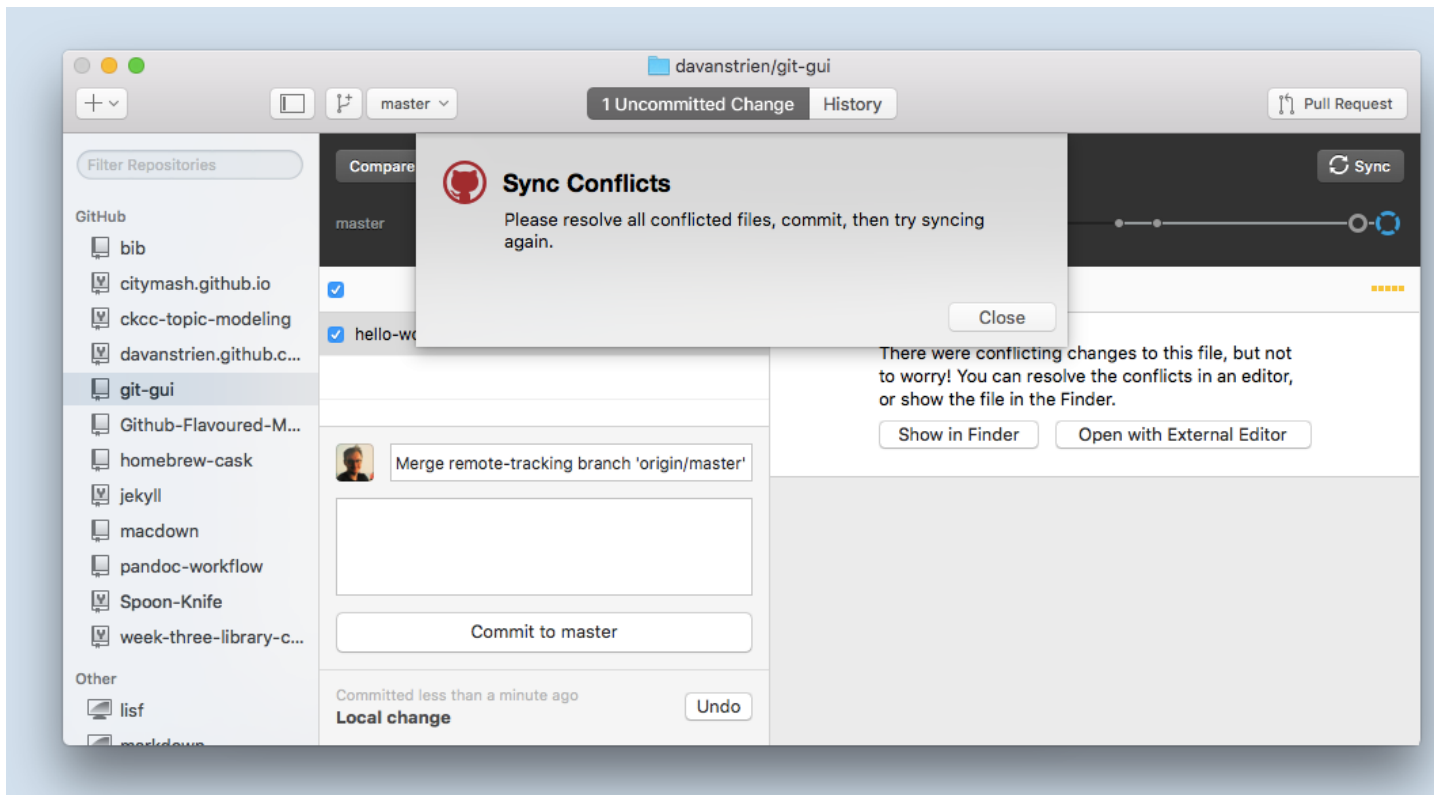 davanstrien/git-gui
master
1 Uncommitted Change
History
Pull Request
Filter Repositories
GitHub
bib
citymash.github.io
ckcc-topic-modeling
davanstrien.github.c...
git-gui
Github-Flavoured-M...
homebrew-cask
jekyll
macdown
pandoc-workflow
Spoon-Knife
week-three-library-c...
Other
lisf
markdown
Compare
master
Sync
Sync Conflicts
Please resolve all conflicted files, commit, then try syncing
again.
Close
There were conflicting changes to this file, but not
to worry! You can resolve the conflicts in an editor,
or show the file in the Finder.
Show in Finder
Open with External Editor
Merge remote-tracking branch 'origin/master'
Commit to master
Committed less than a minute ago
Local change
Undo